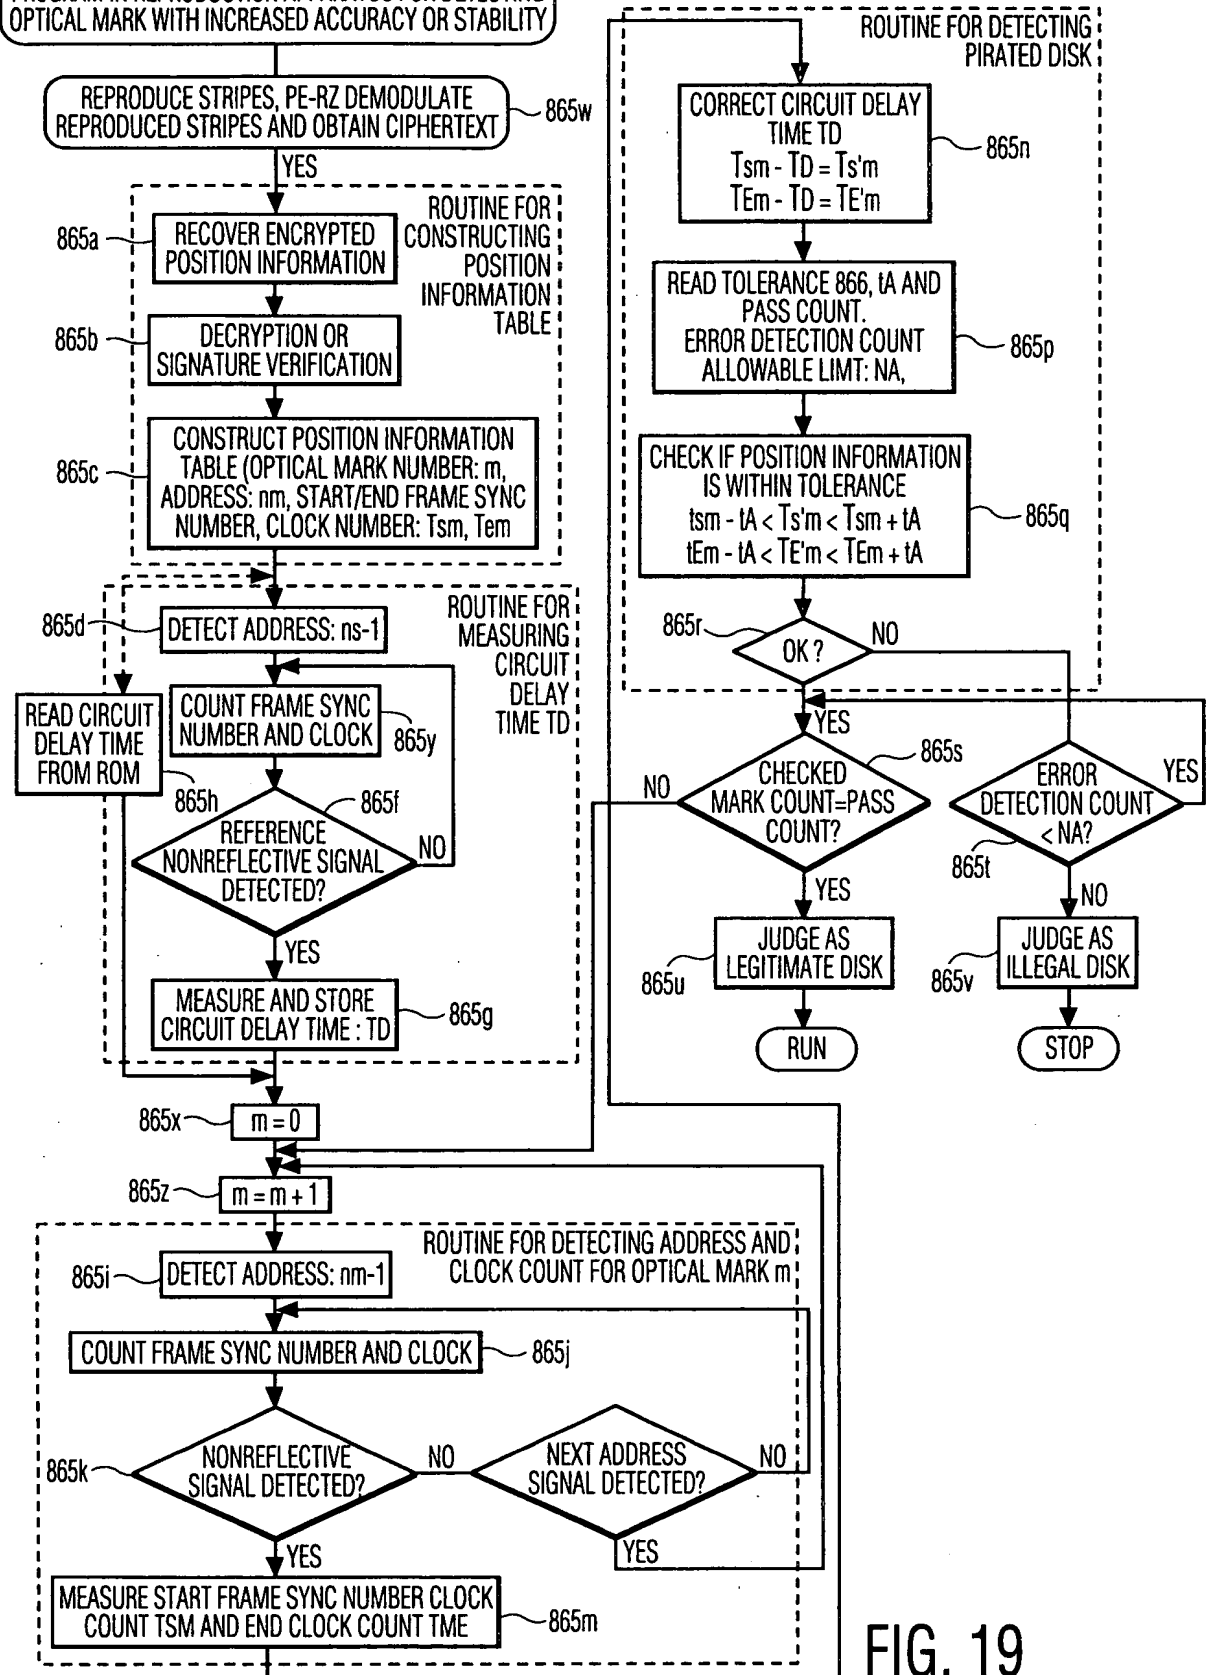 OPTICAL MARK WITH INCREASED ACCURACY OR STABILITY
REPRODUCE STRIPES, PE-RZ DEMODULATE
REPRODUCED STRIPES AND OBTAIN CIPHERTEXT
865w
YES
ROUTINE FOR
CONSTRUCTING
POSITION
INFORMATION
TABLE
865a
RECOVER ENCRYPTED
POSITION INFORMATION
865b
DECRYPTION OR
SIGNATURE VERIFICATION
865c
CONSTRUCT POSITION INFORMATION
TABLE (OPTICAL MARK NUMBER: m,
ADDRESS: nm, START/END FRAME SYNC
NUMBER, CLOCK NUMBER: Tsm, Tem
ROUTINE FOR
MEASURING
CIRCUIT
DELAY
TIME TD
865d
DETECT ADDRESS: ns-1
READ CIRCUIT
DELAY TIME
FROM ROM
865h
COUNT FRAME SYNC
NUMBER AND CLOCK
865y
865f
REFERENCE
NONREFLECTIVE SIGNAL
DETECTED?
NO
YES
MEASURE AND STORE
CIRCUIT DELAY TIME : TD
865g
865x
m = 0
865z
m = m + 1
ROUTINE FOR DETECTING ADDRESS AND
CLOCK COUNT FOR OPTICAL MARK m
865i
DETECT ADDRESS: nm-1
COUNT FRAME SYNC NUMBER AND CLOCK
865j
865k
NONREFLECTIVE
SIGNAL DETECTED?
NO
NEXT ADDRESS
SIGNAL DETECTED?
NO
YES
YES
MEASURE START FRAME SYNC NUMBER CLOCK
COUNT TSM AND END CLOCK COUNT TME
865m
ROUTINE FOR DETECTING
PIRATED DISK
CORRECT CIRCUIT DELAY
TIME TD
Tsm - TD = Ts'm
TEm - TD = TE'm
865n
READ TOLERANCE 866, tA AND
PASS COUNT.
ERROR DETECTION COUNT
ALLOWABLE LIMT: NA,
865p
CHECK IF POSITION INFORMATION
IS WITHIN TOLERANCE
tsm - tA < Ts'm < Tsm + tA
tEm - tA < TE'm < TEm + tA
865q
865r
OK ?
NO
YES
865s
CHECKED
MARK COUNT=PASS
COUNT?
NO
YES
ERROR
DETECTION COUNT
< NA?
YES
865t
NO
JUDGE AS
LEGITIMATE DISK
865u
JUDGE AS
ILLEGAL DISK
865v
RUN
STOP
FIG. 19